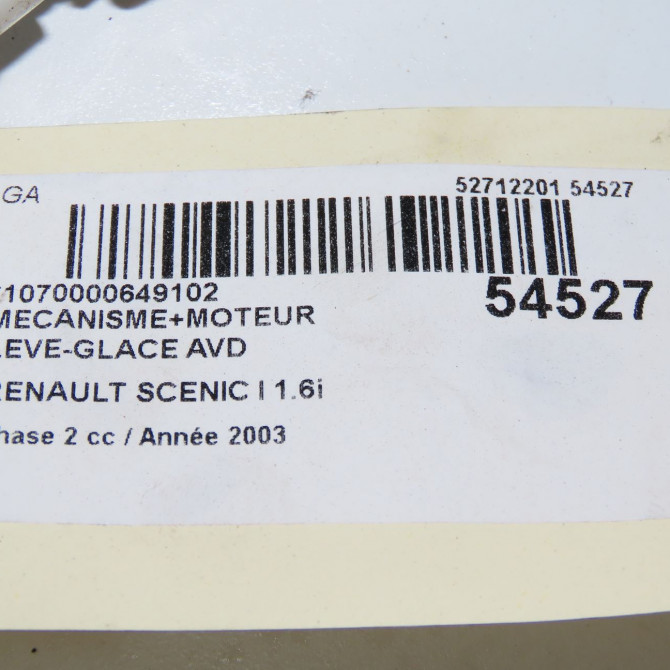 GA
52712201 54527
1070000649102
54527
MECANISME+MOTEUR
LEVE-GLACE AVD
RENAULT SCENIC I 1.6i
hase 2 cc / Année 2003